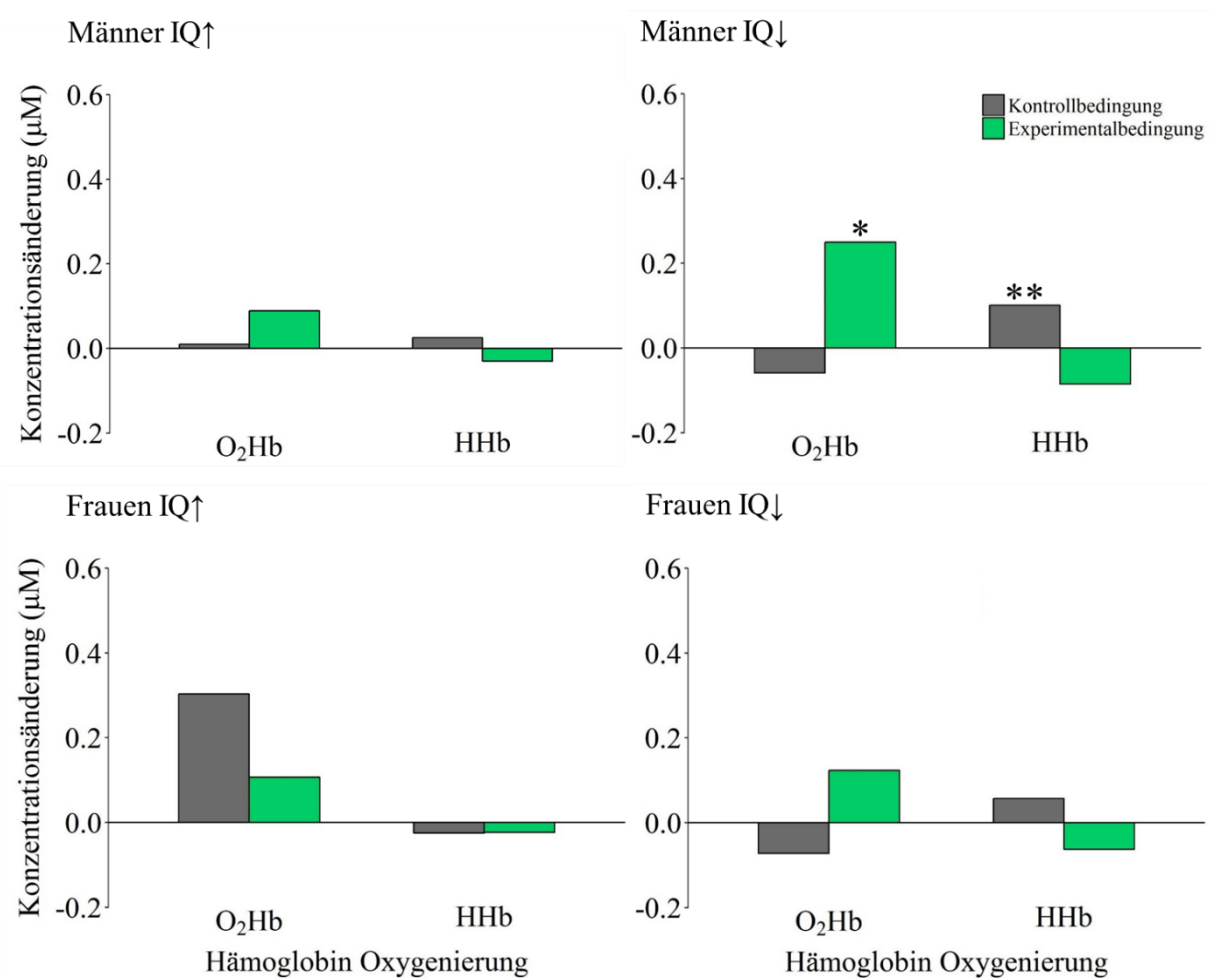 Männer IQ↑
Konzentrationsänderung (µM)
0.6
0.4
0.2
0.0
-0.2
O₂Hb HHb
Männer IQ↓
0.6
0.4
0.2
0.0
-0.2
Kontrollbedingung
Experimentalbedingung
*
**
O₂Hb HHb
Frauen IQ↑
Konzentrationsänderung (µM)
0.6
0.4
0.2
0.0
-0.2
O₂Hb HHb
Hämoglobin Oxygenierung
Frauen IQ↓
0.6
0.4
0.2
0.0
-0.2
O₂Hb HHb
Hämoglobin Oxygenierung